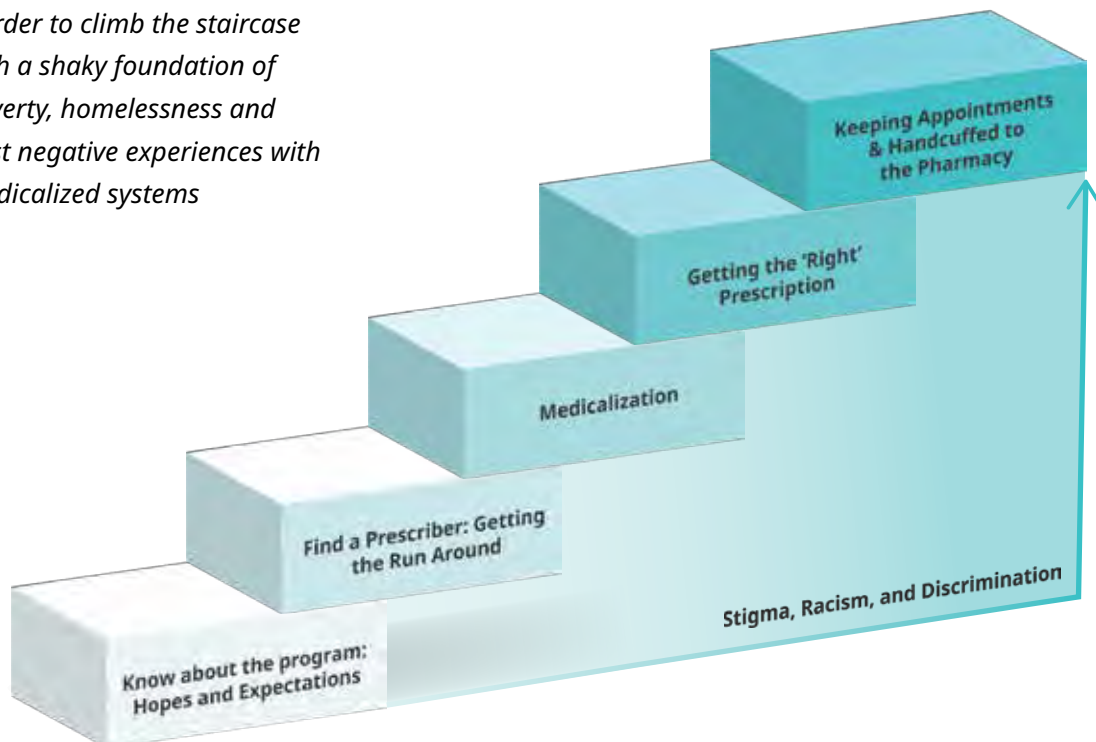 rder to climb the staircase
h a shaky foundation of
verty, homelessness and
st negative experiences with
dicalized systems
Keeping Appointments
& Handcuffed to
the Pharmacy
Getting the ‘Right’
Prescription
Medicalization
Find a Prescriber: Getting
the Run Around
Stigma, Racism, and Discrimination
Know about the program:
Hopes and Expectations